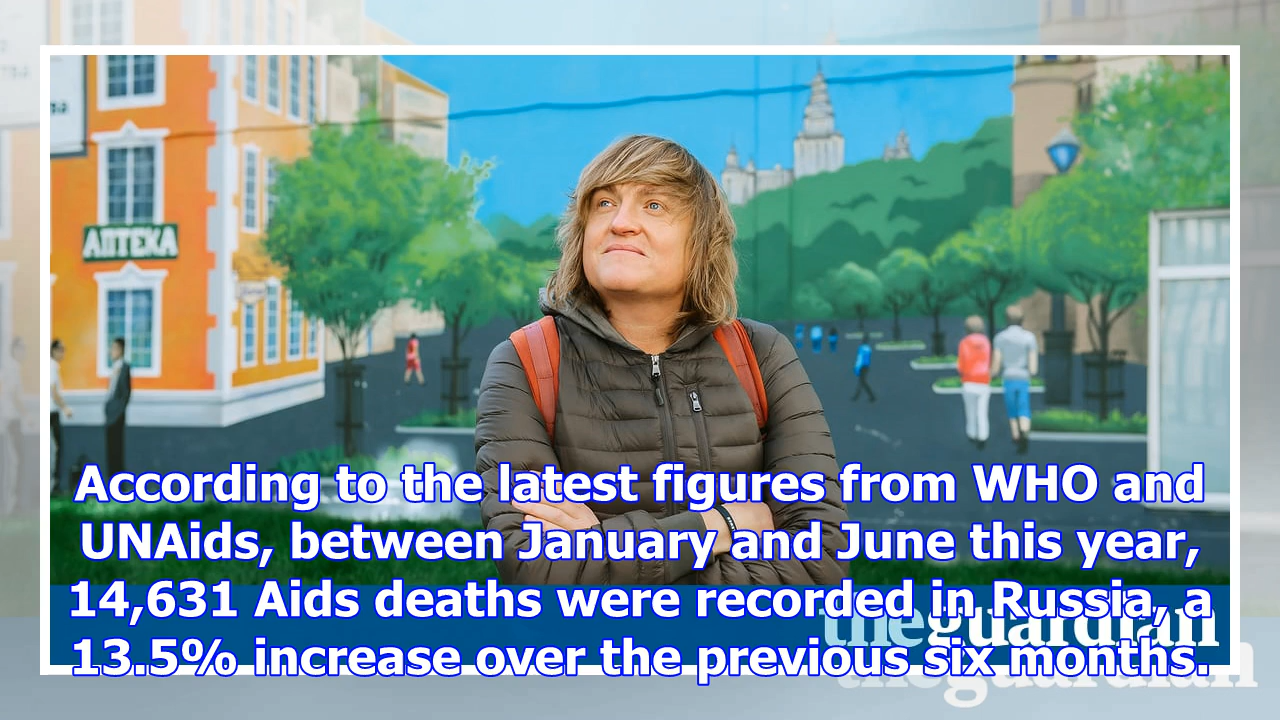 АПТЕКА
According to the latest figures from WHO and
UNAids, between January and June this year,
14,631 Aids deaths were recorded in Russia, a
13.5% increase over the previous six months.
theguardian
theguardian